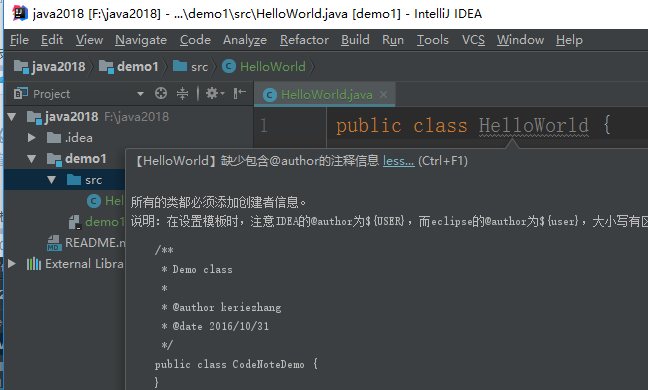 java2018 [F:\java2018] - ...\demo1\src\HelloWorld.java [demo1] - IntelliJ IDEA
File Edit View Navigate Code Analyze Refactor Build Run Tools VCS Window Help
java2018 demo1 src HelloWorld
Project
HelloWorld.java
java2018 F:\java2018
1 public class HelloWorld {
.idea
demo1
【HelloWorld】缺少包含@author的注释信息 less... (Ctrl+F1)
src
所有的类都必须添加创建者信息。
demo1
说明：在设置模板时，注意IDEA的@author为${USER}，而eclipse的@author为${user}，大小写有
README.m
External Libra
/**
* Demo class
*
* @author keriezhang
* @date 2016/10/31
*/
public class CodeNoteDemo {
}